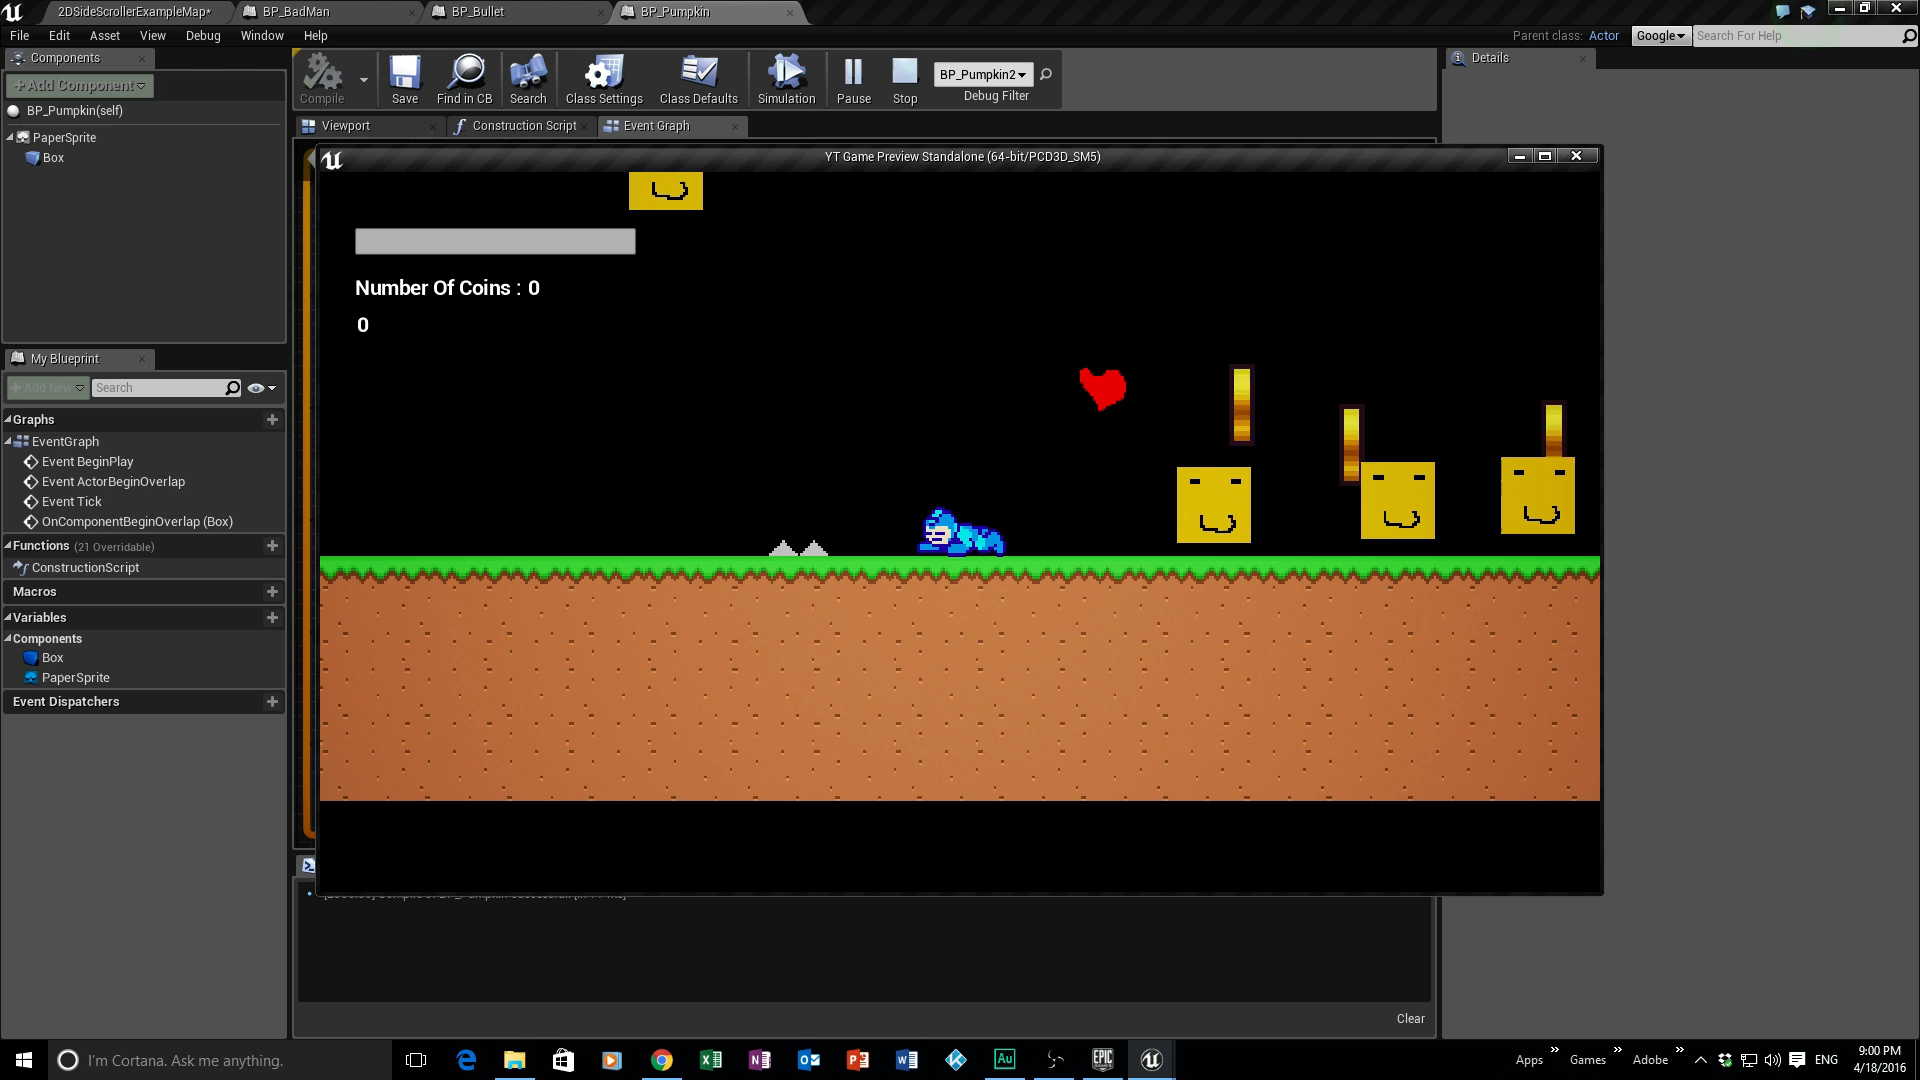 2DSideScrollerExampleMap*
BP_BadMan
BP_Bullet
BP_Pumpkin
File Edit Asset View Debug Window Help
Parent class: Actor
Google
Search For Help
Components
+Add Component
BP_Pumpkin(self)
PaperSprite
Box
Compile
Save
Find in CB
Search
Class Settings
Class Defaults
Simulation
Pause
Stop
BP_Pumpkin2
Debug Filter
Details
Viewport
Construction Script
Event Graph
YT Game Preview Standalone (64-bit/PCD3D_SM5)
Number Of Coins : 0
0
My Blueprint
+Add New
Search
Graphs
EventGraph
Event BeginPlay
Event ActorBeginOverlap
Event Tick
OnComponentBeginOverlap (Box)
Functions (21 Overridable)
ConstructionScript
Macros
Variables
Components
Box
PaperSprite
Event Dispatchers
Clear
I'm Cortana. Ask me anything.
Apps
Games
Adobe
ENG
9:00 PM
4/18/2016